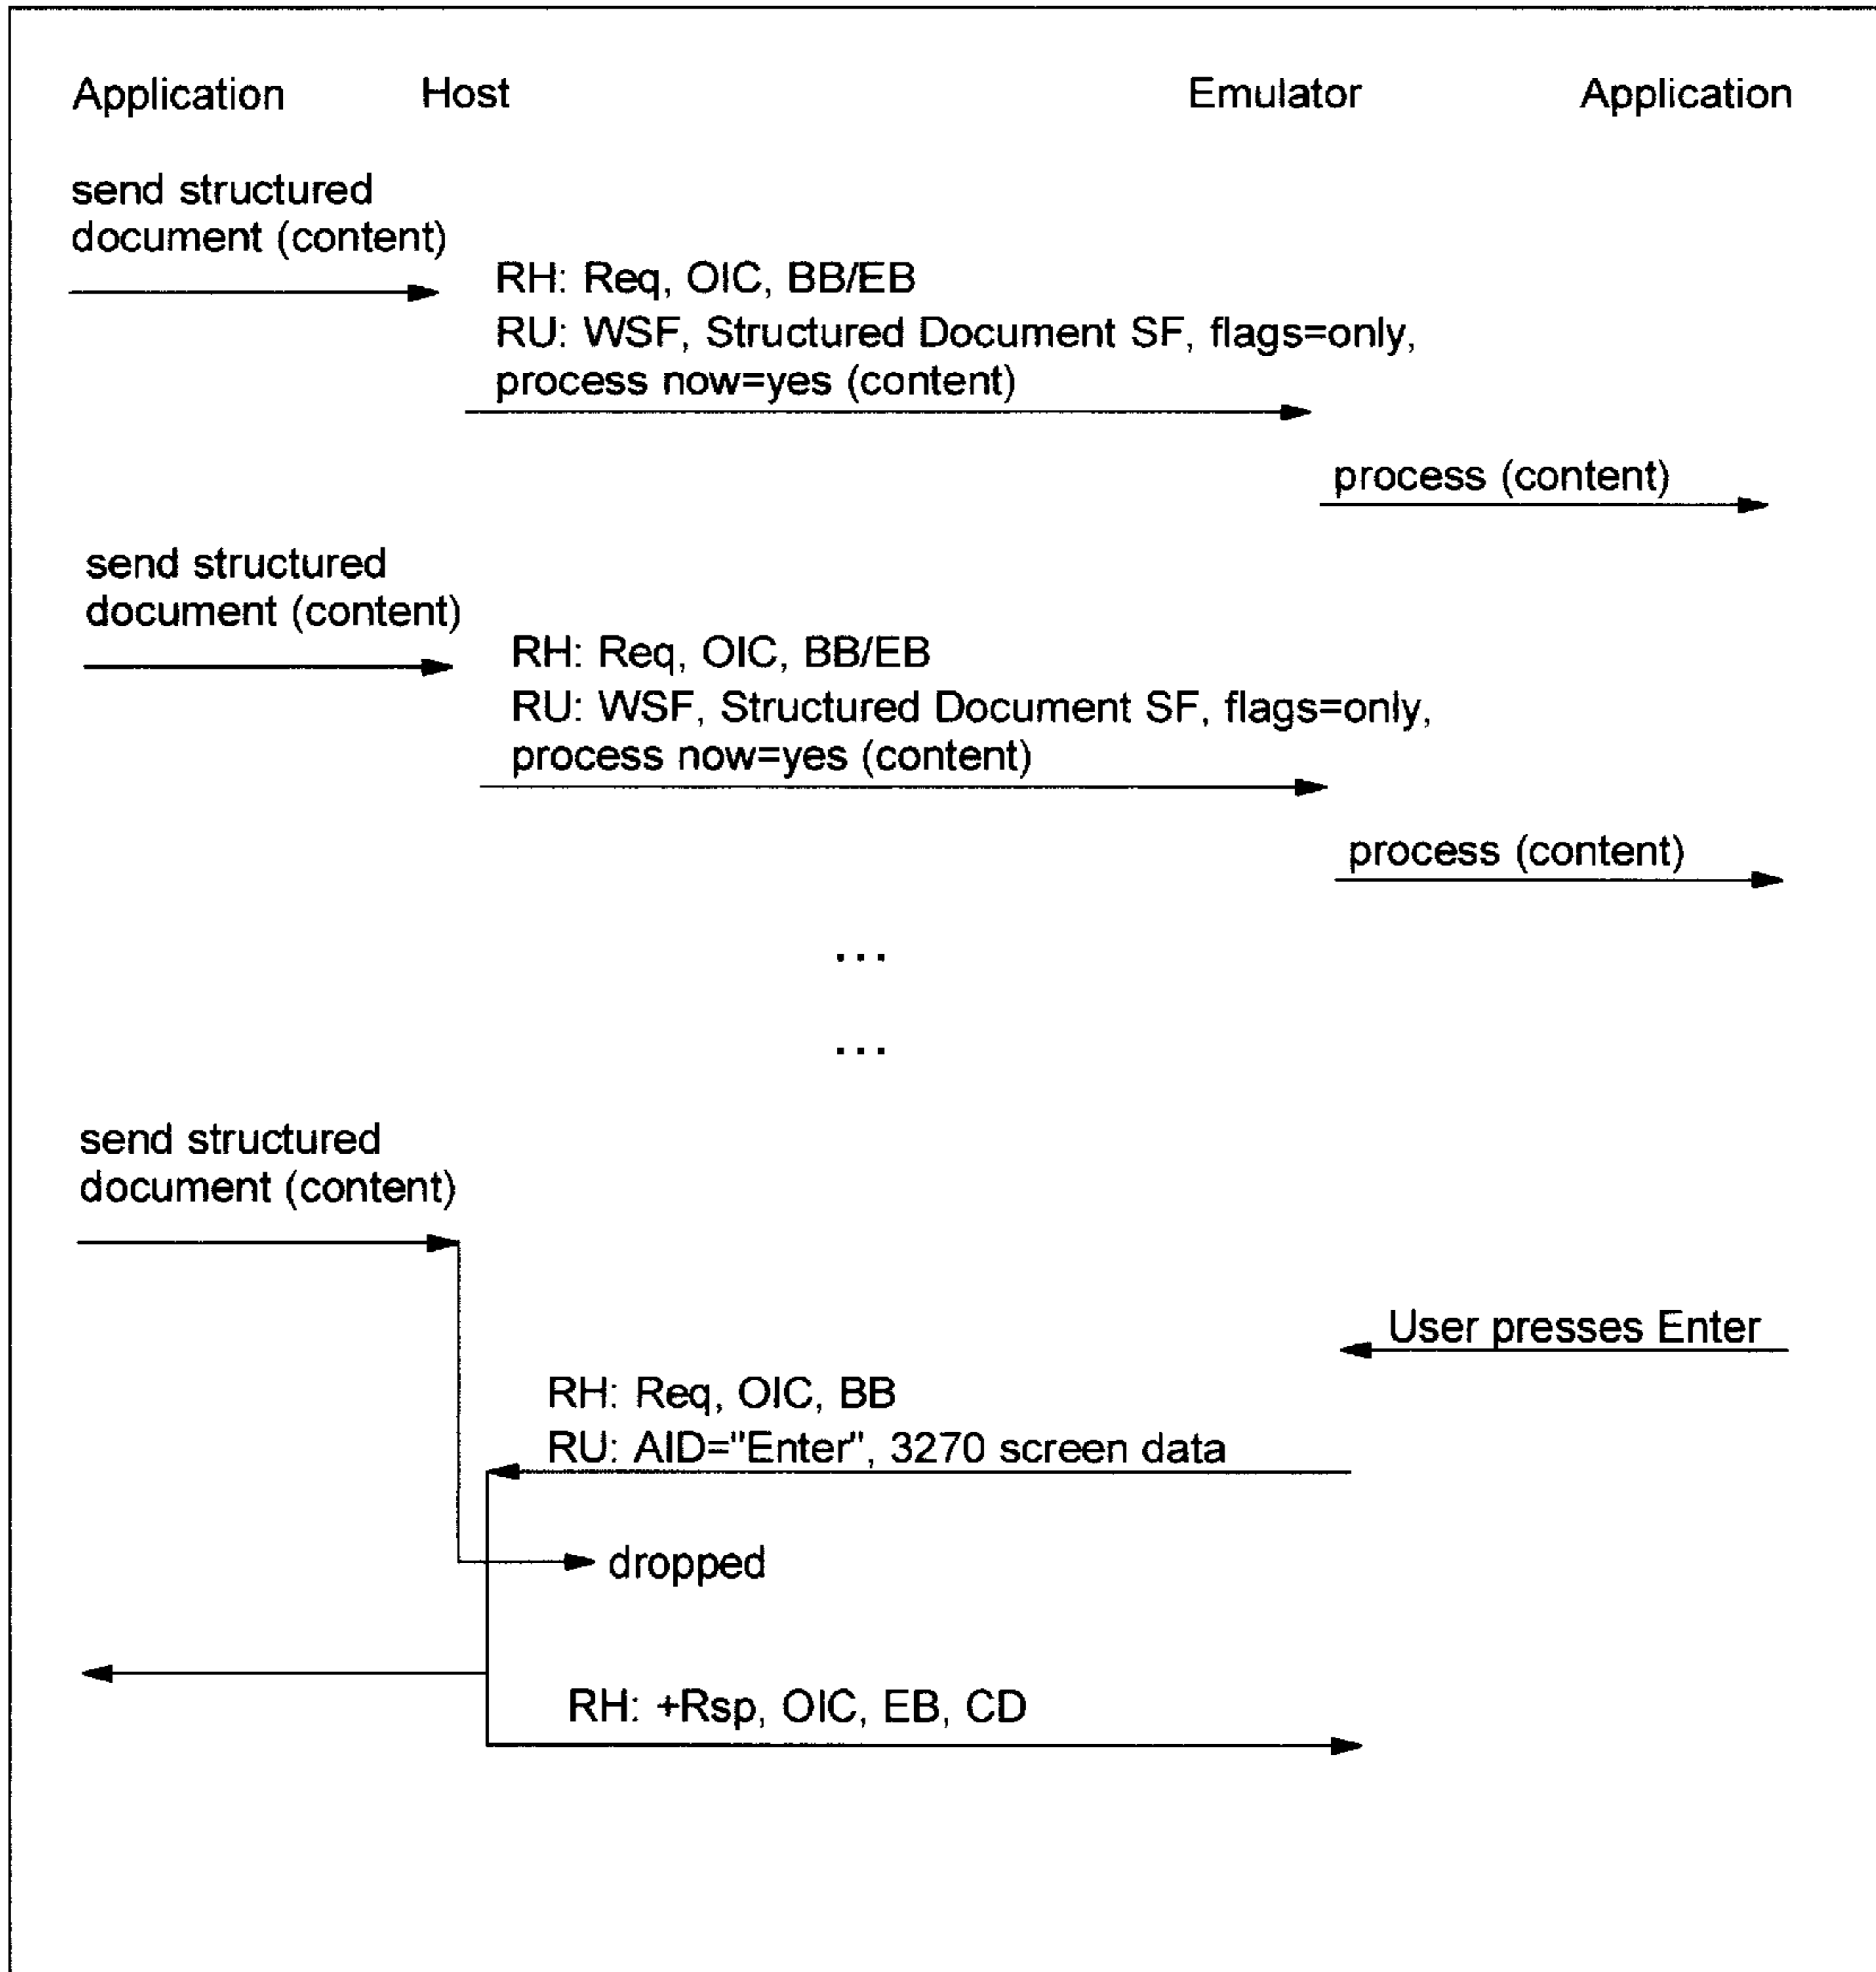 Application Host Emulator Application
send structured
document (content)
RH: Req, OIC, BB/EB
RU: WSF, Structured Document SF, flags=only,
process now=yes (content)
process (content)
send structured
document (content)
RH: Req, OIC, BB/EB
RU: WSF, Structured Document SF, flags=only,
process now=yes (content)
process (content)
...
...
send structured
document (content)
User presses Enter
RH: Req, OIC, BB
RU: AID="Enter", 3270 screen data
dropped
RH: +Rsp, OIC, EB, CD